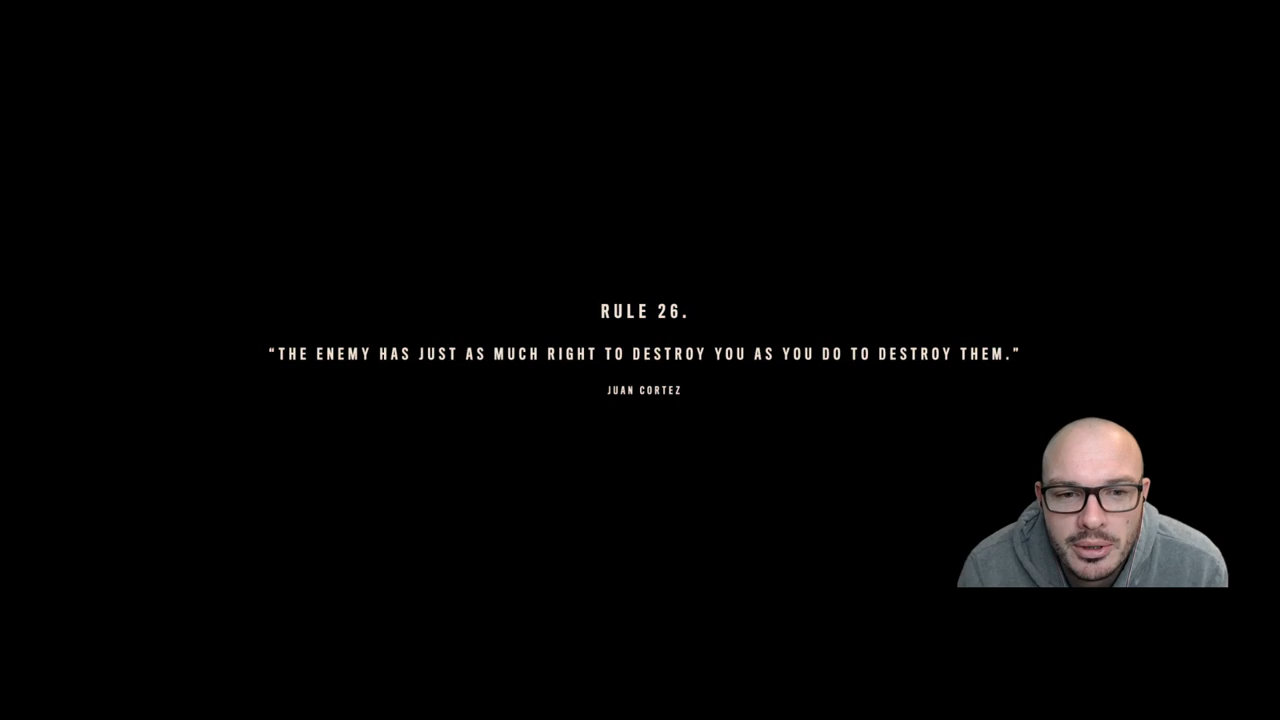 RULE 26.
“THE ENEMY HAS JUST AS MUCH RIGHT TO DESTROY YOU AS YOU DO TO DESTROY THEM.”
JUAN CORTEZ